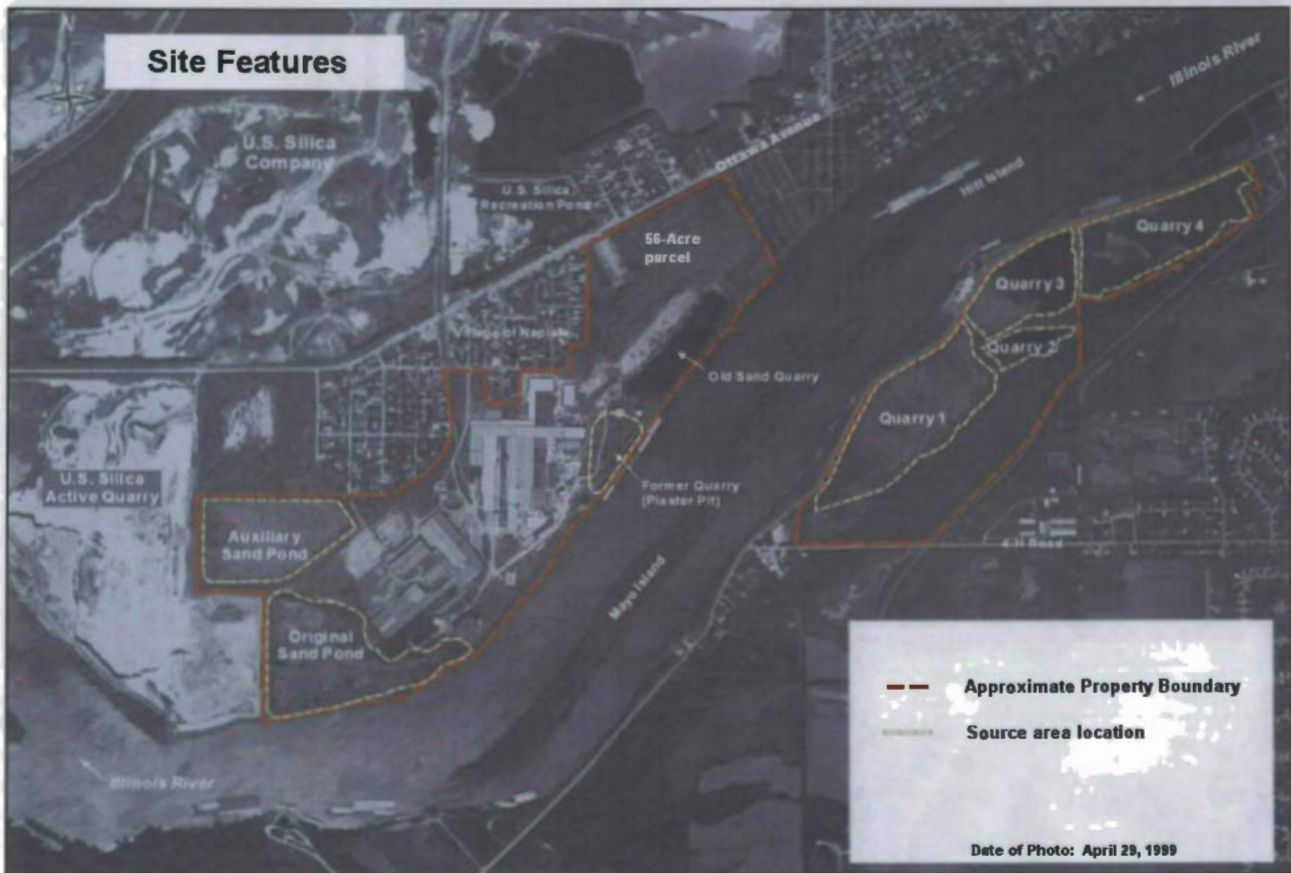 Site Features
Illinois River
U.S. Silica
Company
Ottawa Avenue
Hitt Island
U.S. Silica
Recreation Pond
56-Acre
parcel
Quarry 4
Quarry 3
Village of Naplate
Quarry 2
Old Sand Quarry
Quarry 1
U.S. Silica
Active Quarry
Former Quarry
(Plaster Pit)
Auxiliary
Sand Pond
4-H Road
Mayo Island
Original
Sand Pond
Approximate Property Boundary
Source area location
Illinois River
Date of Photo: April 29, 1999